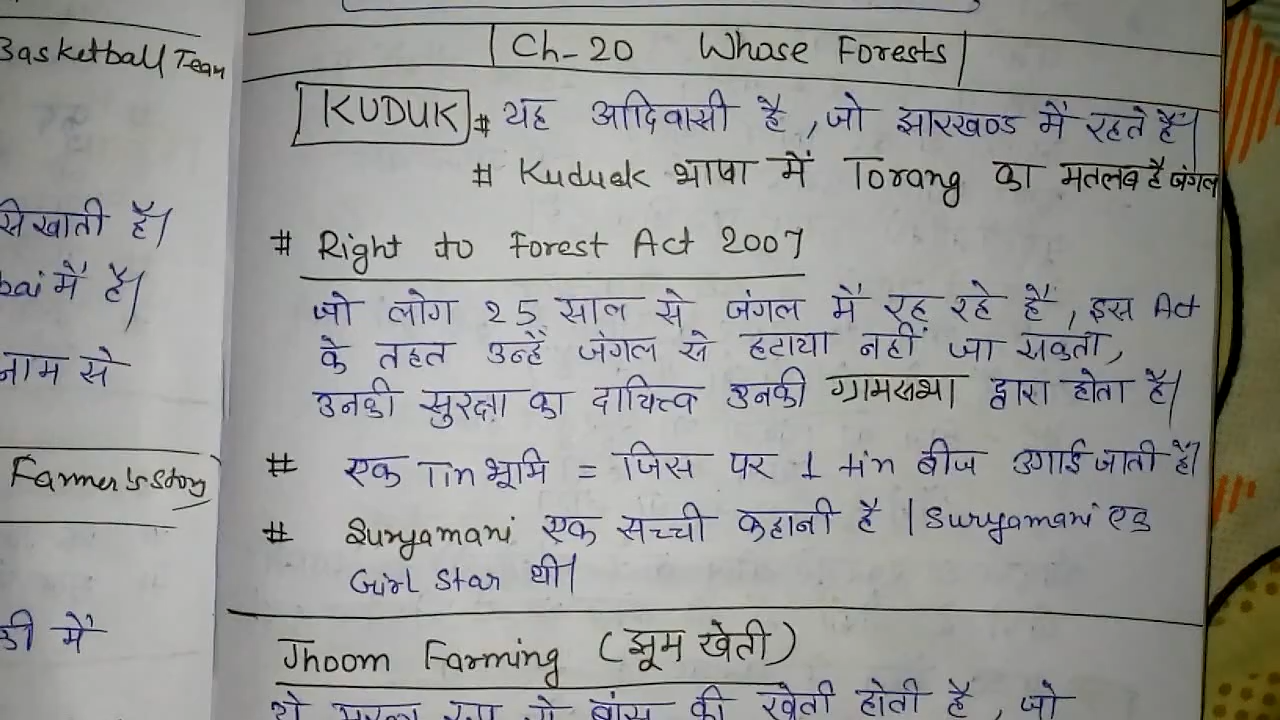 Basketball Team
सिखाती हैं।
bai में हैं।
नाम से
Farmer's Story
की में
Ch-20 Whose Forests
KUDUK # यह आदिवासी है, जो झारखण्ड में रहते हैं।
# Kuduk भाषा में Torang का मतलब है जंगल
# Right to Forest Act 2007
जो लोग 25 साल से जंगल में रह रहे हैं, इस Act
के तहत उन्हें जंगल से हटाया नहीं जा सकता,
उनकी सुरक्षा का दायित्व उनकी ग्रामसभा द्वारा होता है।
# एक Tin भूमि = जिस पर 1 tin बीज उगाई जाती है।
# Suryamani एक सच्ची कहानी है। Suryamani एक
Girl Star थी।
Jhoom Farming (झूम खेती)
बांस की खेती होती है, जो